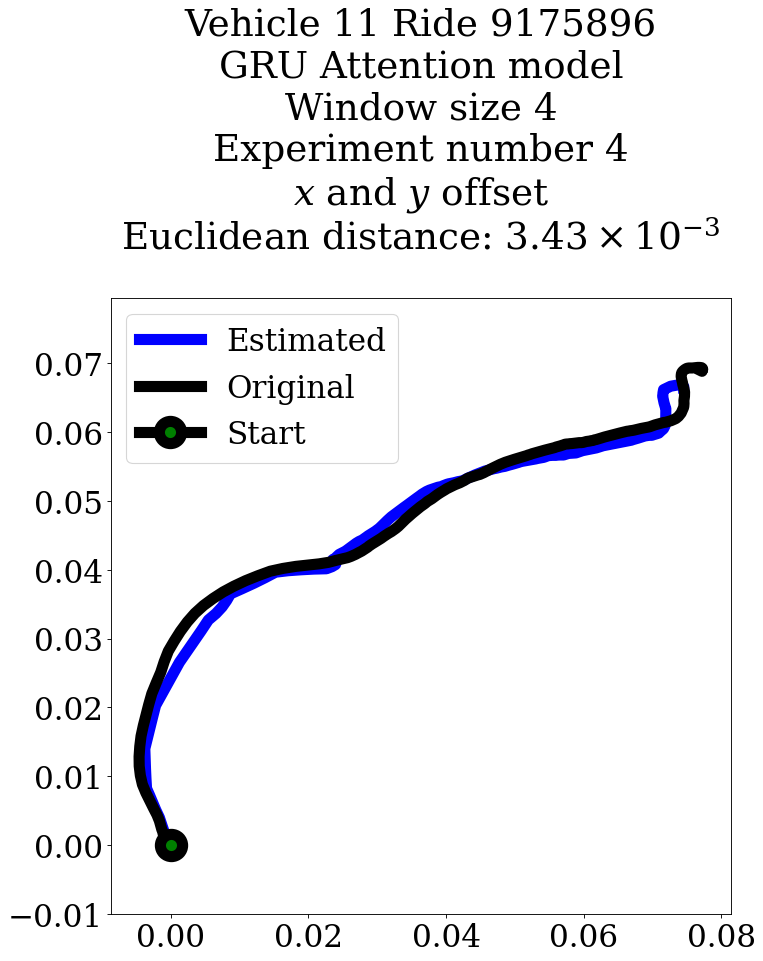 Vehicle 11 Ride 9175896
GRU Attention model
Window size 4
Experiment number 4
x and y offset
Euclidean distance: 3.43 × 10⁻³
Estimated
Original
Start
0.07
0.06
0.05
0.04
0.03
0.02
0.01
0.00
−0.01
0.00 0.02 0.04 0.06 0.08